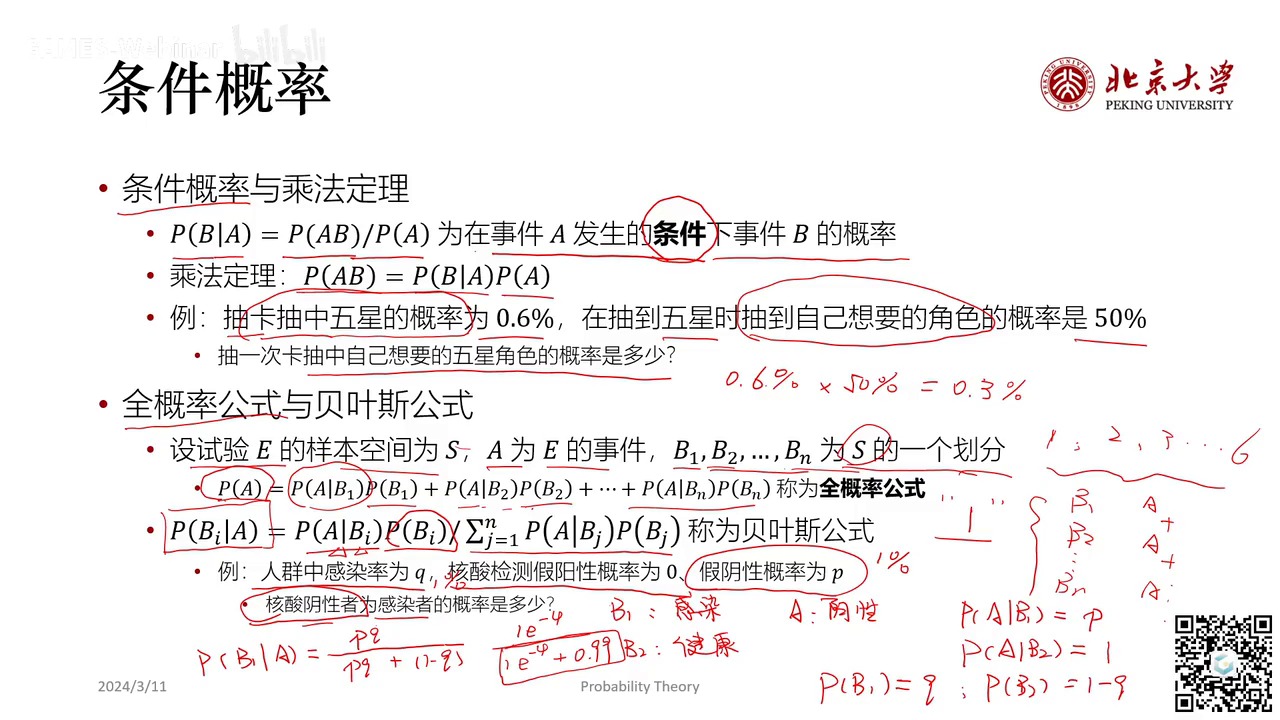 bilibili
条件概率
北京大学
PEKING UNIVERSITY
• 条件概率与乘法定理
• P(B|A) = P(AB)/P(A) 为在事件 A 发生的条件下事件 B 的概率
• 乘法定理：P(AB) = P(B|A)P(A)
• 例：抽卡抽中五星的概率为 0.6%，在抽到五星时抽到自己想要的角色的概率是 50%
• 抽一次卡抽中自己想要的五星角色的概率是多少？
0.6% × 50% = 0.3%
• 全概率公式与贝叶斯公式
• 设试验 E 的样本空间为 S，A 为 E 的事件，B₁, B₂, …, Bₙ 为 S 的一个划分
1, 2, 3 ... 6
• P(A) = P(A|B₁)P(B₁) + P(A|B₂)P(B₂) + ⋯ + P(A|Bₙ)P(Bₙ) 称为全概率公式
B₁ A
+
• P(Bᵢ|A) = P(A|Bᵢ)P(Bᵢ)/∑ⁿⱼ₌₁ P(A|Bⱼ)P(Bⱼ) 称为贝叶斯公式
1
B₂ A
+
⋮
Bₙ A
• 例：人群中感染率为 q，核酸检测假阳性概率为 0、假阴性概率为 p
1%
1%
• 核酸阴性者为感染者的概率是多少？
B₁：感染 A：阴性 P(A|B₁) = p
P(B₁|A) = pq / pq + (1-q)
1e⁻⁴ / 1e⁻⁴ + 0.99
B₂：健康 P(A|B₂) = 1
P(B₁) = q ; P(B₂) = 1-q
2024/3/11
Probability Theory